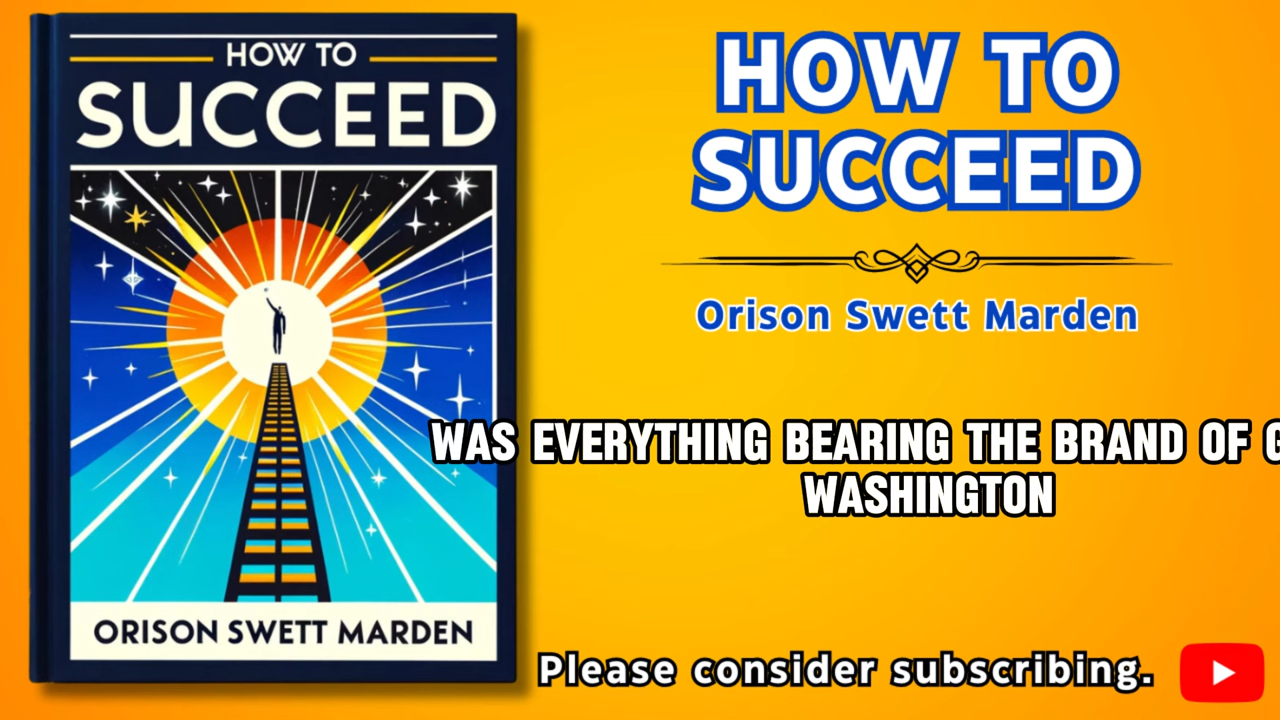 HOW TO
SUCCEED
ORISON SWETT MARDEN
HOW TO
SUCCEED
Orison Swett Marden
WAS EVERYTHING BEARING THE BRAND OF
WASHINGTON
Please consider subscribing.